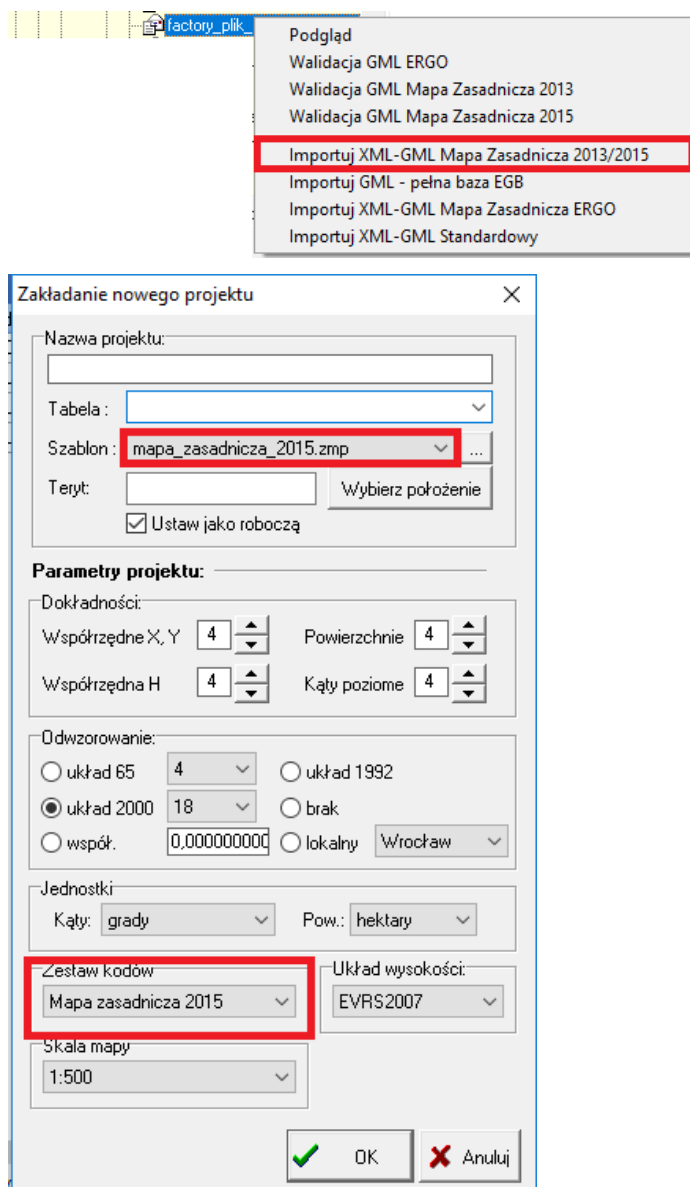 factory_plik_
Podgląd
Walidacja GML ERGO
Walidacja GML Mapa Zasadnicza 2013
Walidacja GML Mapa Zasadnicza 2015
Importuj XML-GML Mapa Zasadnicza 2013/2015
Importuj GML - pełna baza EGB
Importuj XML-GML Mapa Zasadnicza ERGO
Importuj XML-GML Standardowy
Zakładanie nowego projektu
Nazwa projektu:
Tabela :
Szablon : mapa_zasadnicza_2015.zmp ...
Teryt: Wybierz położenie
Ustaw jako roboczą
Parametry projektu:
Dokładności:
Współrzędne X, Y 4 Powierzchnie 4
Współrzędna H 4 Kąty poziome 4
Odwzorowanie:
układ 65 4 układ 1992
układ 2000 18 brak
współ. 0,000000000 lokalny Wrocław
Jednostki
Kąty: grady Pow.: hektary
Zestaw kodów Układ wysokości:
Mapa zasadnicza 2015 EVRS2007
Skala mapy
1:500
OK Anuluj